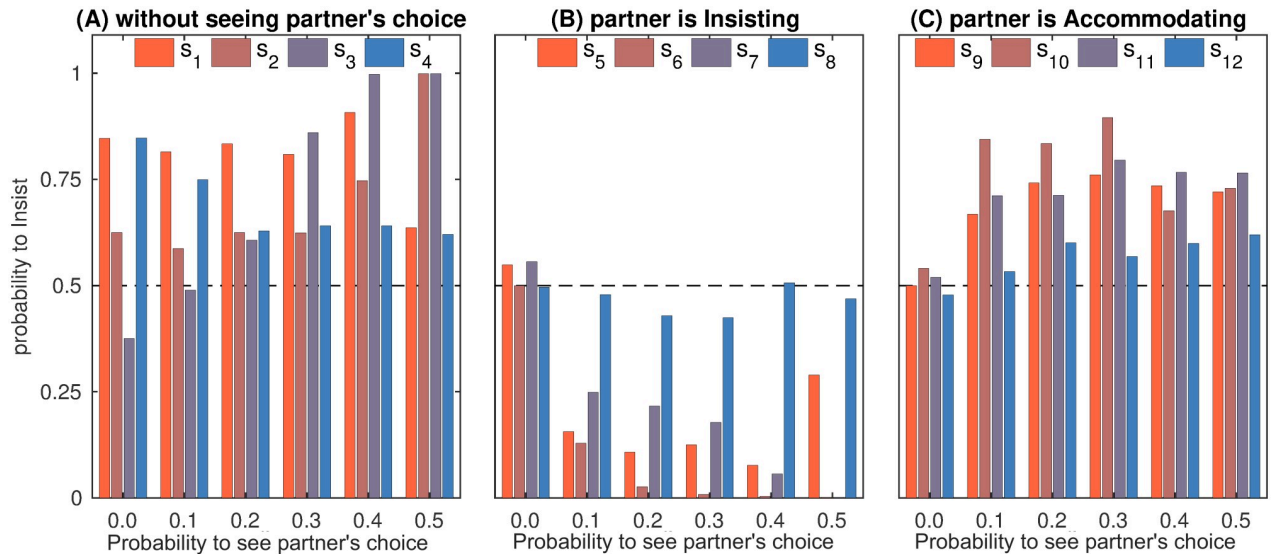 (A) without seeing partner's choice
(B) partner is Insisting
(C) partner is Accommodating
s1 s2 s3 s4
s5 s6 s7 s8
s9 s10 s11 s12
probability to Insist
1
0.75
0.5
0.25
0
0.0 0.1 0.2 0.3 0.4 0.5
0.0 0.1 0.2 0.3 0.4 0.5
0.0 0.1 0.2 0.3 0.4 0.5
Probability to see partner's choice
Probability to see partner's choice
Probability to see partner's choice